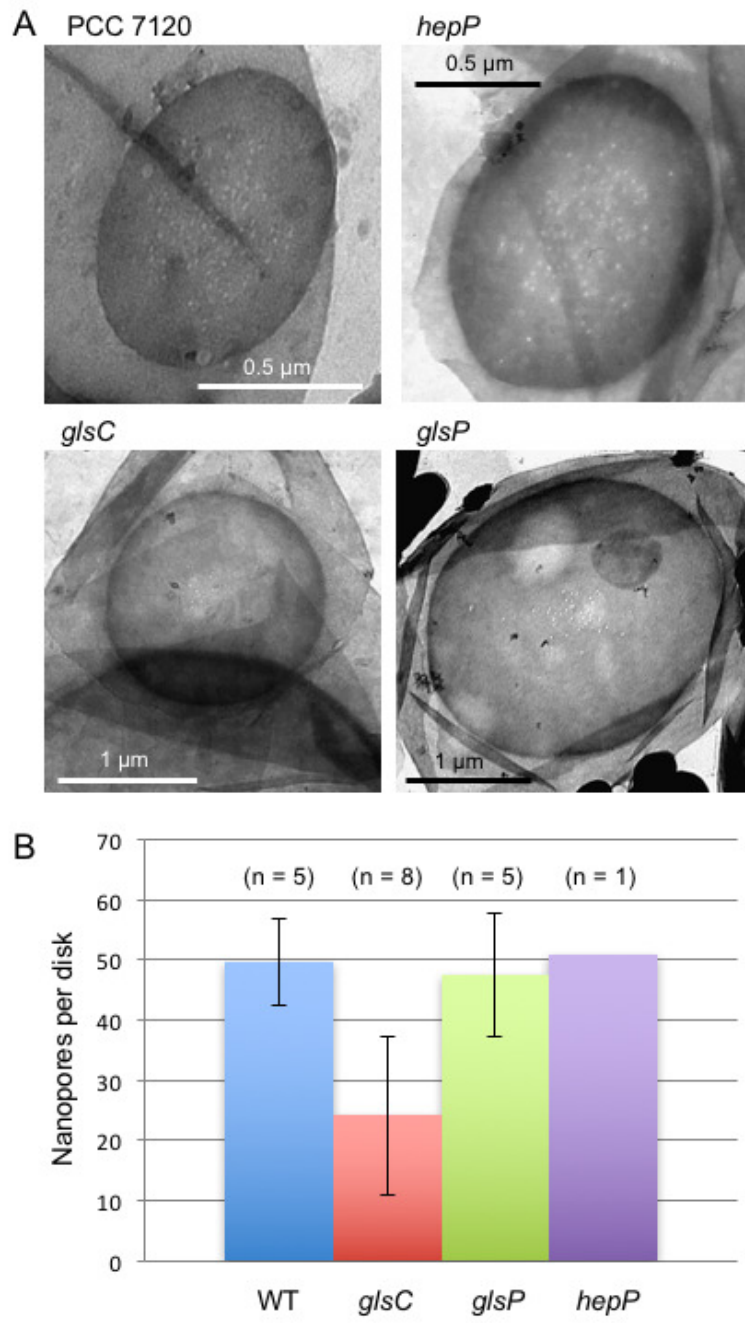 A
PCC 7120
hepP
0.5 µm
0.5 µm
glsC
glsP
1 µm
1 µm
B
70
60
50
40
30
20
10
0
Nanopores per disk
(n = 5) (n = 8) (n = 5) (n = 1)
WT glsC glsP hepP